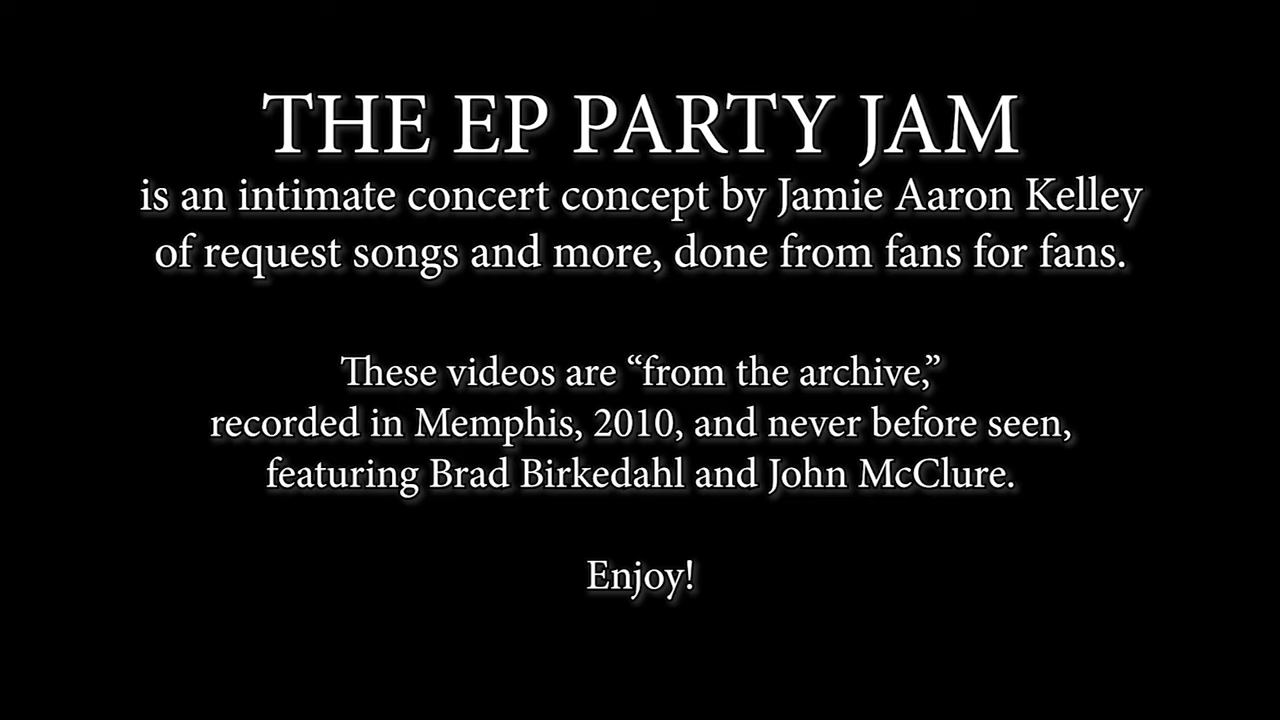 THE EP PARTY JAM
is an intimate concert concept by Jamie Aaron Kelley
of request songs and more, done from fans for fans.
These videos are “from the archive,”
recorded in Memphis, 2010, and never before seen,
featuring Brad Birkedahl and John McClure.
Enjoy!